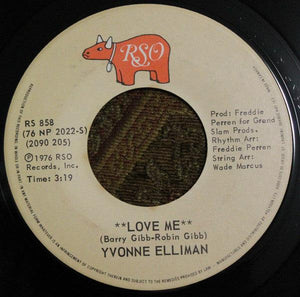 RSO
RS 858
(76 NP 2022-S)
(2090 205)
℗1976 RSO
Records, Inc.
Time: 3:19
Prod: Freddie
Perren for Grand
Slam Prods.
Rhythm Arr:
Freddie Perren
String Arr:
Wade Marcus
**LOVE ME**
(Barry Gibb-Robin Gibb)
YVONNE ELLIMAN